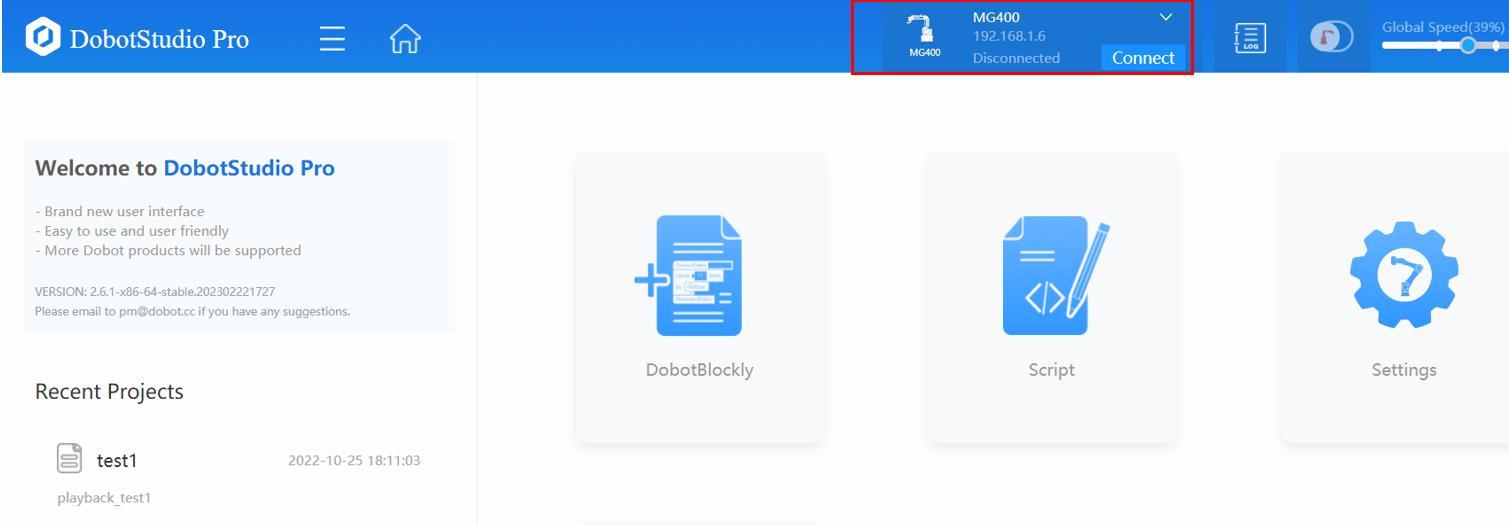 DobotStudio Pro
MG400
MG400
192.168.1.6
Disconnected
Connect
LOG
Global Speed(39%)
Welcome to DobotStudio Pro
- Brand new user interface
- Easy to use and user friendly
- More Dobot products will be supported
VERSION: 2.6.1-x86-64-stable.202302221727
Please email to pm@dobot.cc if you have any suggestions.
DobotBlockly
Script
Settings
Recent Projects
test1
2022-10-25 18:11:03
playback_test1